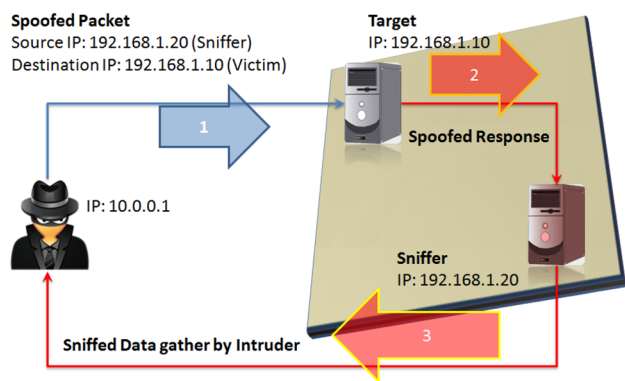 Spoofed Packet
Source IP: 192.168.1.20 (Sniffer)
Destination IP: 192.168.1.10 (Victim)
Target
IP: 192.168.1.10
1
2
Spoofed Response
IP: 10.0.0.1
Sniffer
IP: 192.168.1.20
3
Sniffed Data gather by Intruder